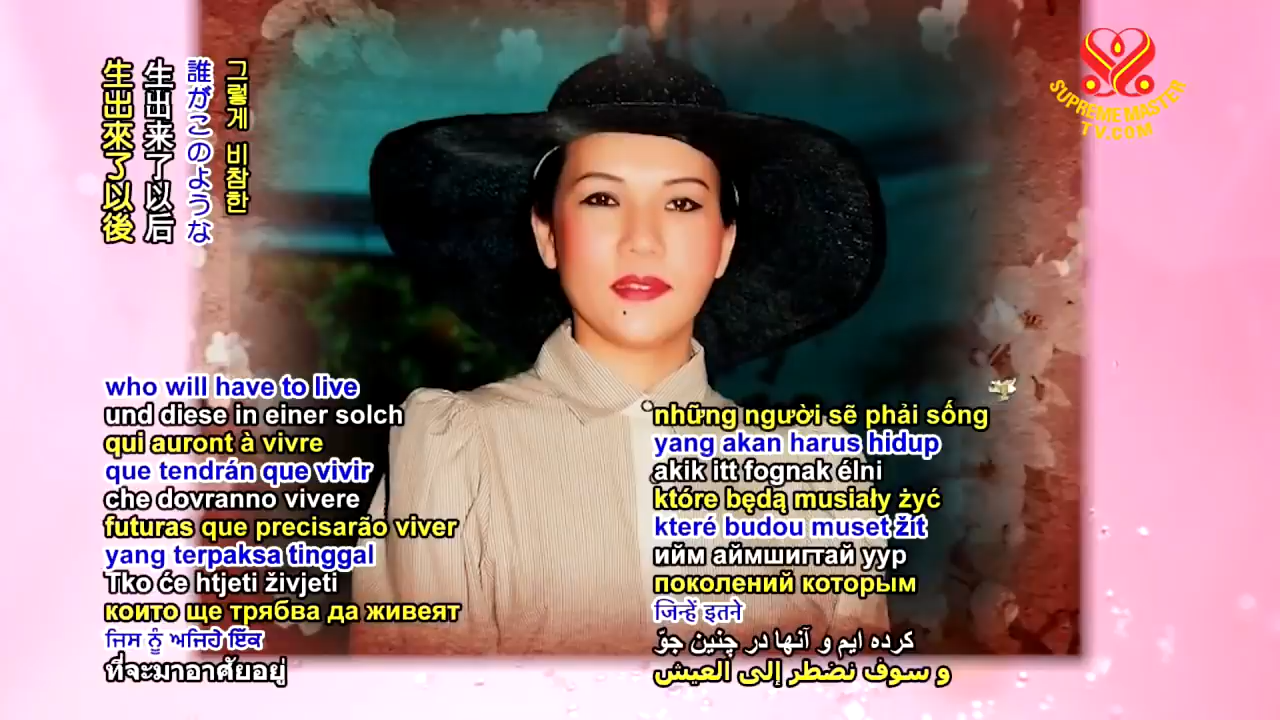 그렇게 비참한
誰がこのような
生出来了以后
生出來了以後
SUPREME MASTER
TV.COM
who will have to live
und diese in einer solch
qui auront à vivre
que tendrán que vivir
che dovranno vivere
futuras que precisarão viver
yang terpaksa tinggal
Tko će htjeti živjeti
които ще трябва да живеят
ਜਿਸ ਨੂੰ ਅਜਿਹੇ ਇੱਕ
ที่จะมาอาศัยอยู่
những người sẽ phải sống
yang akan harus hidup
akik itt fognak élni
które będą musiały żyć
které budou muset žít
ийм аймшигтай уур
поколений которым
जिन्हें इतने
کرده ایم و آنها در چنین جوّ
و سوف نضطر إلى العيش